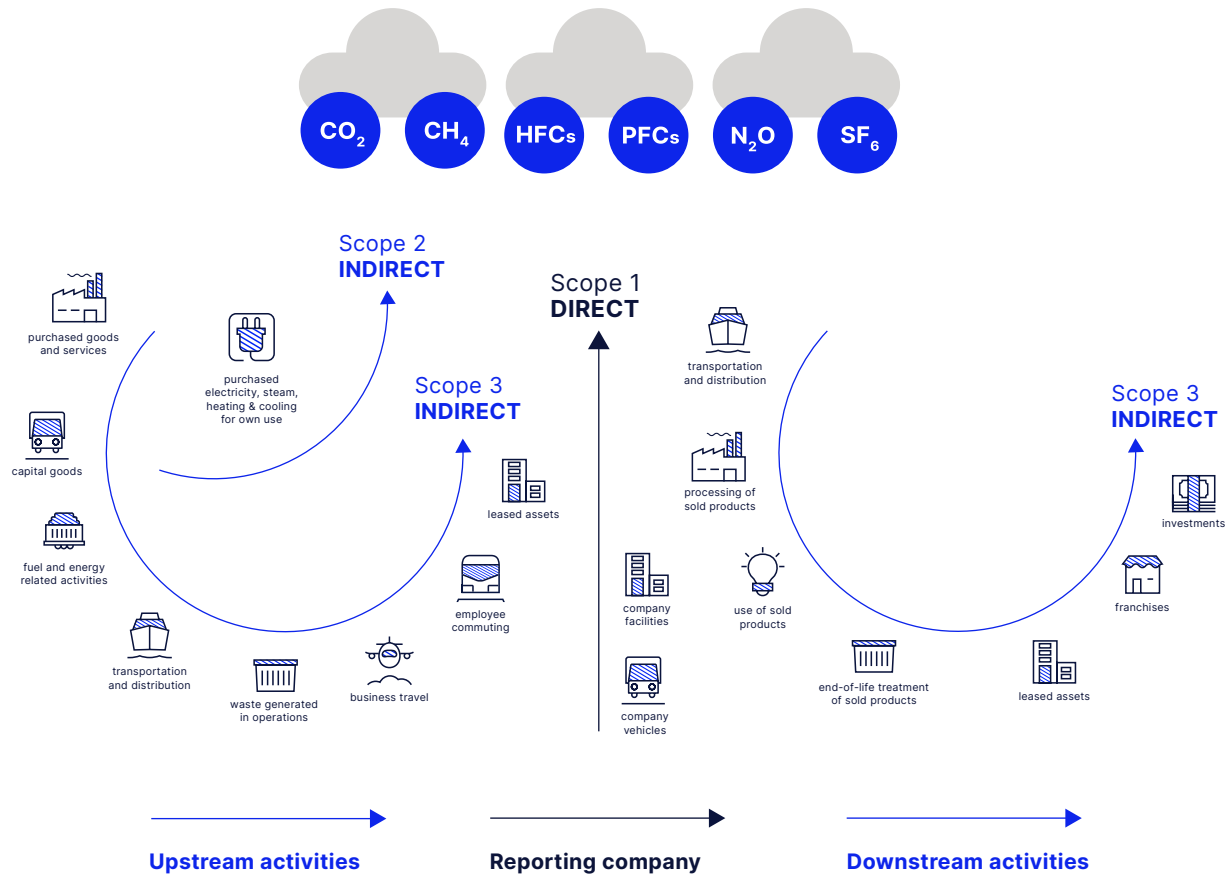 CO2
CH4
HFCs
PFCs
N2O
SF6
Scope 2
INDIRECT
purchased goods
and services
purchased
electricity, steam,
heating & cooling
for own use
Scope 3
INDIRECT
capital goods
fuel and energy
related activities
transportation
and distribution
waste generated
in operations
business travel
employee
commuting
leased assets
Scope 1
DIRECT
company
facilities
company
vehicles
transportation
and distribution
processing of
sold products
use of sold
products
end-of-life treatment
of sold products
leased assets
franchises
investments
Scope 3
INDIRECT
Upstream activities
Reporting company
Downstream activities